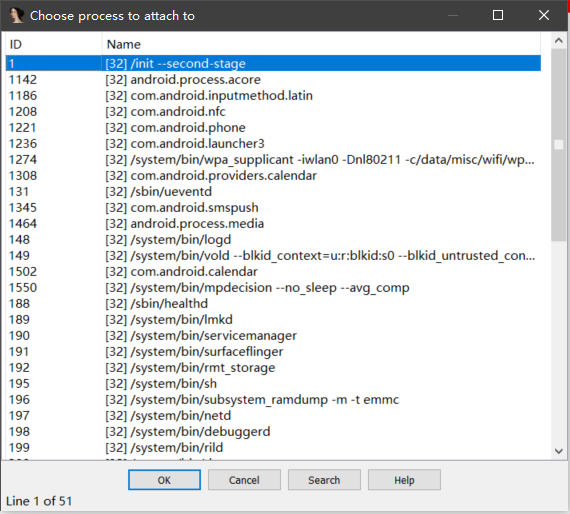 Choose process to attach to
ID Name
1 [32] /init --second-stage
1142 [32] android.process.acore
1186 [32] com.android.inputmethod.latin
1208 [32] com.android.nfc
1221 [32] com.android.phone
1236 [32] com.android.launcher3
1274 [32] /system/bin/wpa_supplicant -iwlan0 -Dnl80211 -c/data/misc/wifi/wp...
1308 [32] com.android.providers.calendar
131 [32] /sbin/ueventd
1345 [32] com.android.smspush
1464 [32] android.process.media
148 [32] /system/bin/logd
149 [32] /system/bin/vold --blkid_context=u:r:blkid:s0 --blkid_untrusted_con...
1502 [32] com.android.calendar
1550 [32] /system/bin/mpdecision --no_sleep --avg_comp
188 [32] /sbin/healthd
189 [32] /system/bin/lmkd
190 [32] /system/bin/servicemanager
191 [32] /system/bin/surfaceflinger
192 [32] /system/bin/rmt_storage
195 [32] /system/bin/sh
196 [32] /system/bin/subsystem_ramdump -m -t emmc
197 [32] /system/bin/netd
198 [32] /system/bin/debuggerd
199 [32] /system/bin/rild
OK Cancel Search Help
Line 1 of 51